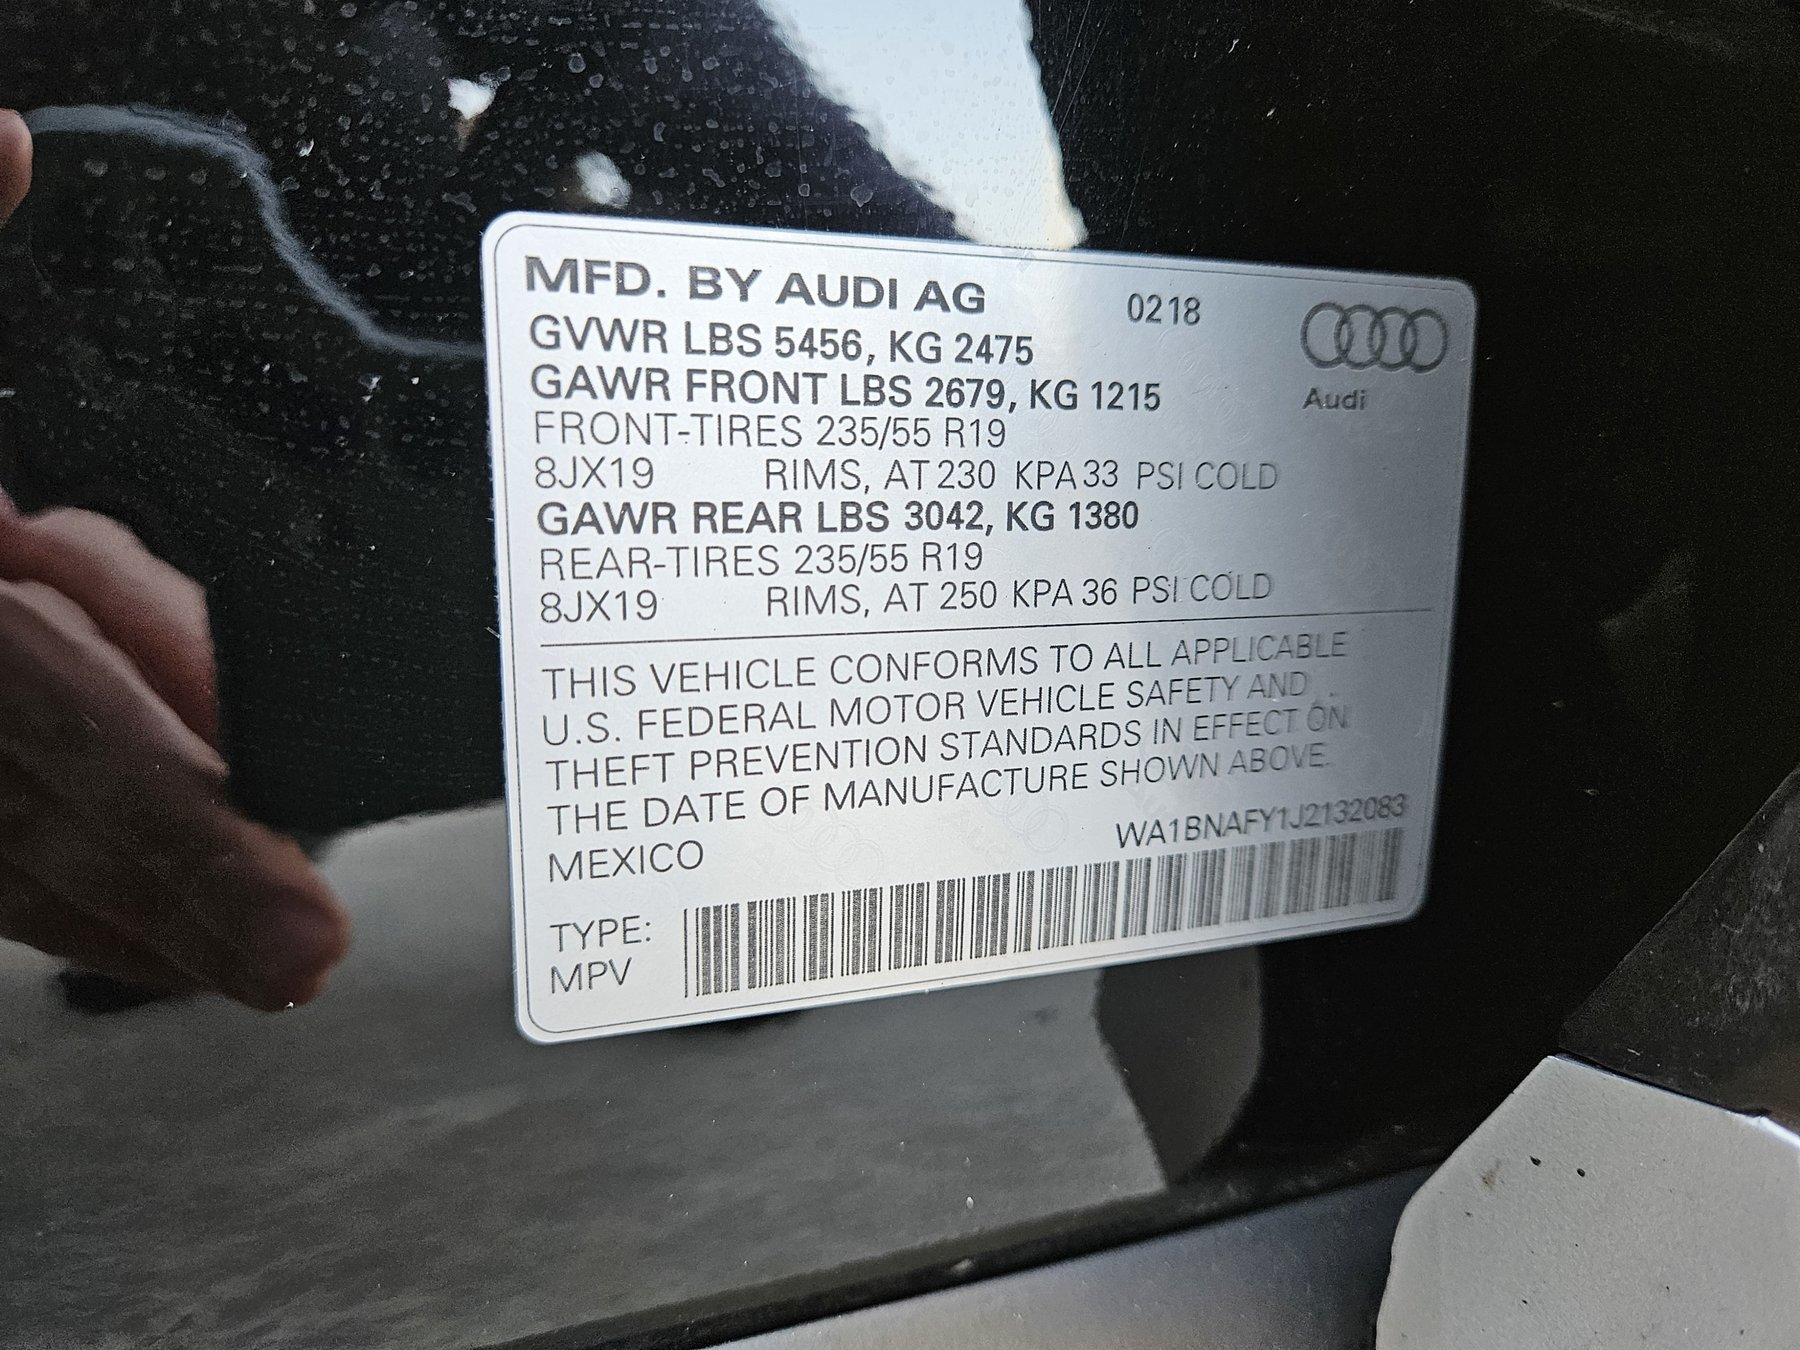 MFD. BY AUDI AG 0218
GVWR LBS 5456, KG 2475
GAWR FRONT LBS 2679, KG 1215
Audi
FRONT-TIRES 235/55 R19
8JX19 RIMS, AT 230 KPA 33 PSI COLD
GAWR REAR LBS 3042, KG 1380
REAR-TIRES 235/55 R19
8JX19 RIMS, AT 250 KPA 36 PSI COLD
THIS VEHICLE CONFORMS TO ALL APPLICABLE
U.S. FEDERAL MOTOR VEHICLE SAFETY AND
THEFT PREVENTION STANDARDS IN EFFECT ON
THE DATE OF MANUFACTURE SHOWN ABOVE.
MEXICO WA1BNAFY1J2132083
TYPE:
MPV